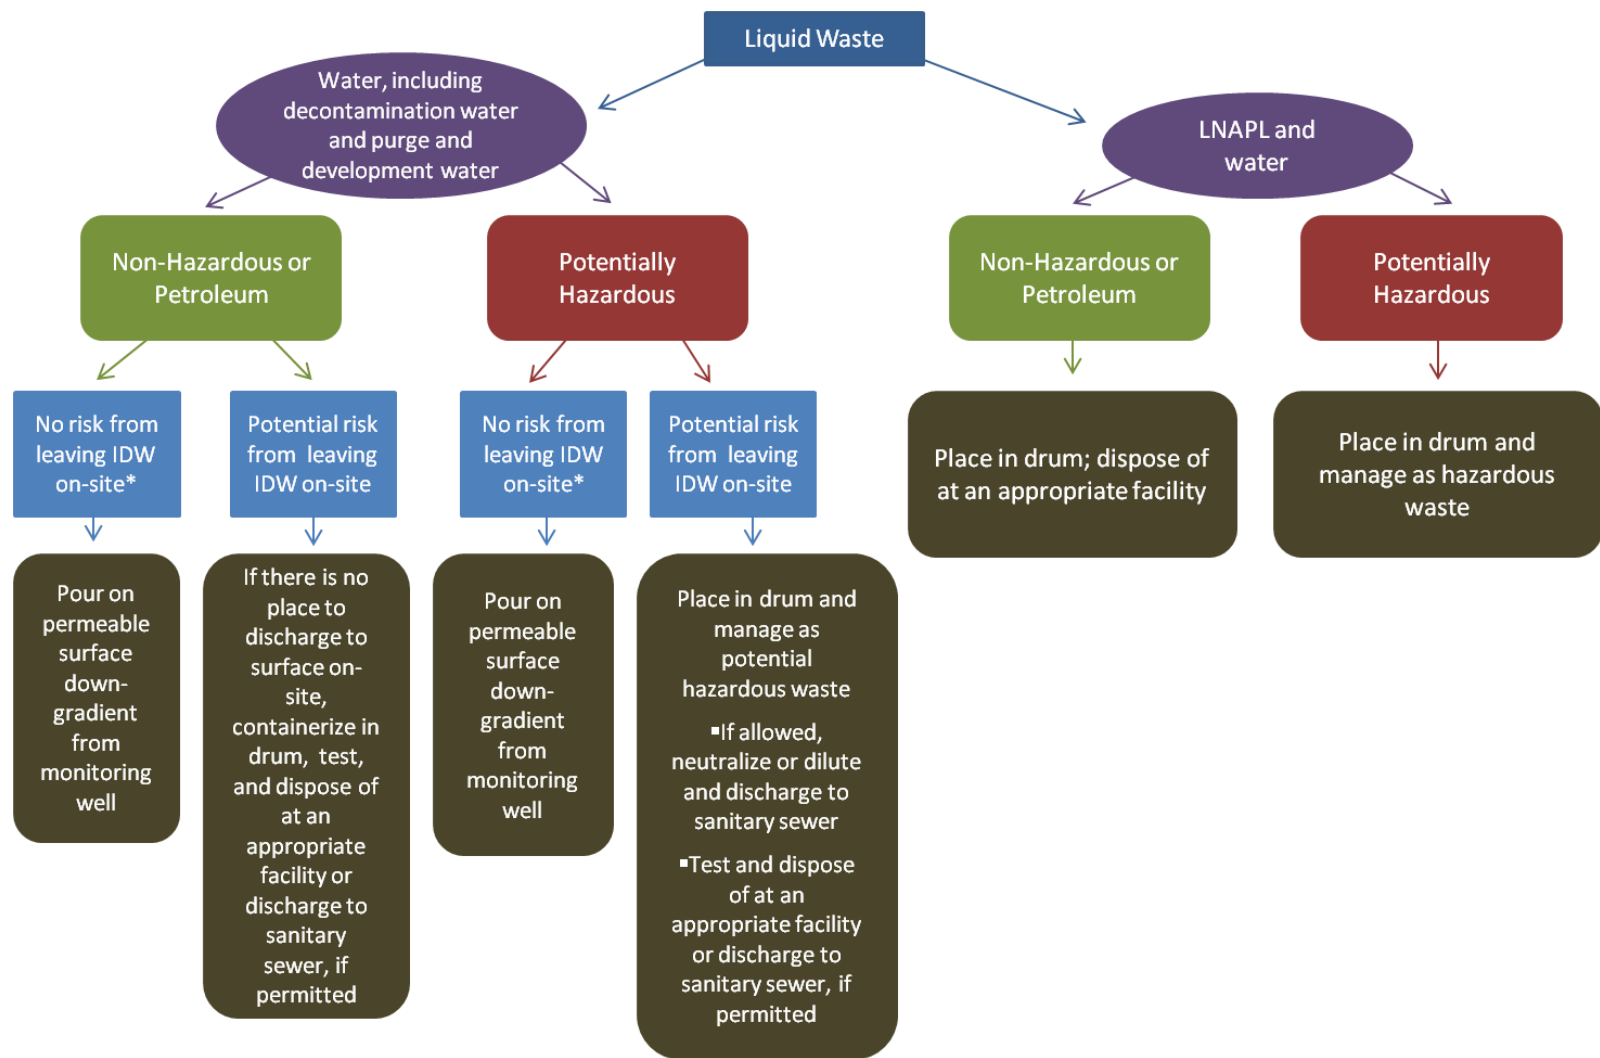 Liquid Waste
Water, including
decontamination water
and purge and
development water
LNAPL and
water
Non-Hazardous or
Petroleum
Potentially
Hazardous
Non-Hazardous or
Petroleum
Potentially
Hazardous
No risk from
leaving IDW
on-site*
Potential risk
from leaving
IDW on-site
No risk from
leaving IDW
on-site*
Potential risk
from leaving
IDW on-site
Place in drum; dispose of
at an appropriate facility
Place in drum and
manage as hazardous
waste
Pour on
permeable
surface
down-
gradient
from
monitoring
well
If there is no
place to
discharge to
surface on-
site,
containerize in
drum, test,
and dispose of
at an
appropriate
facility or
discharge to
sanitary
sewer, if
permitted
Pour on
permeable
surface
down-
gradient
from
monitoring
well
Place in drum and
manage as
potential
hazardous waste
▪If allowed,
neutralize or dilute
and discharge to
sanitary sewer
▪Test and dispose
of at an
appropriate facility
or discharge to
sanitary sewer, if
permitted